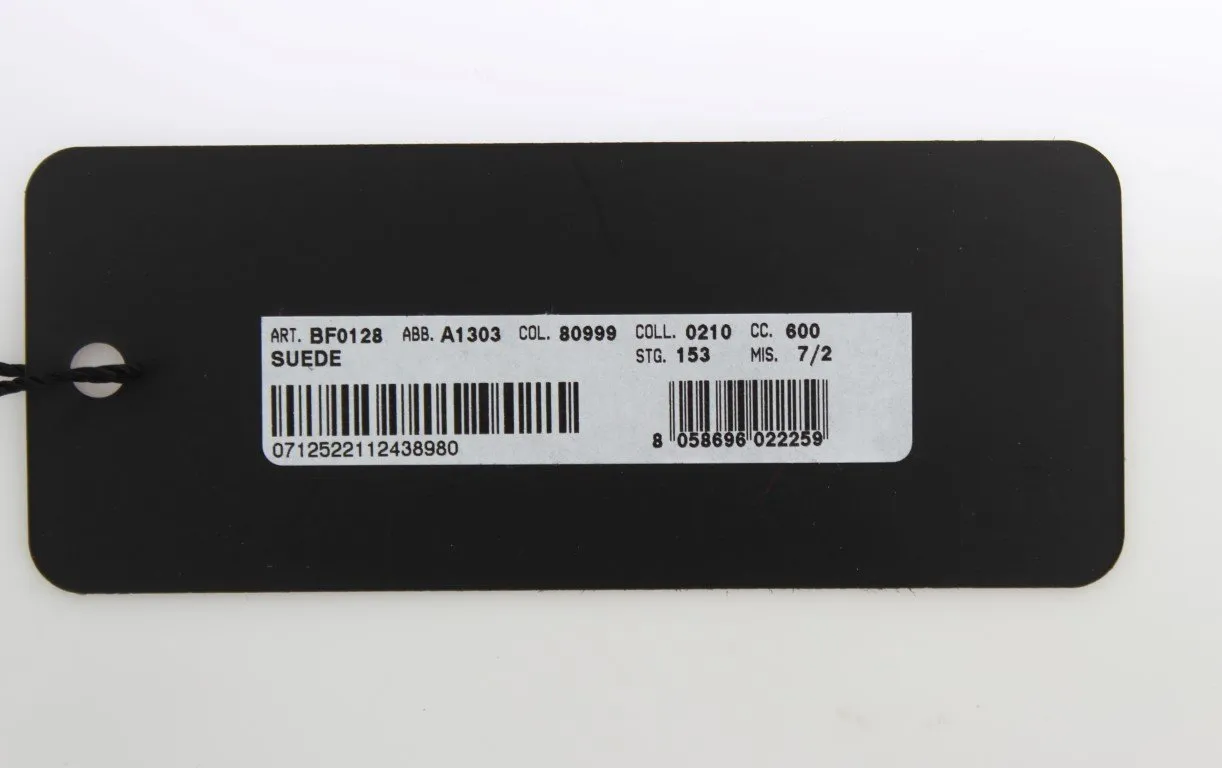 ART. BF0128 ABB. A1303 COL. 80999 COLL. 0210 CC. 600
SUEDE STG. 153 MIS. 7/2
0712522112438980
8 058696 022259